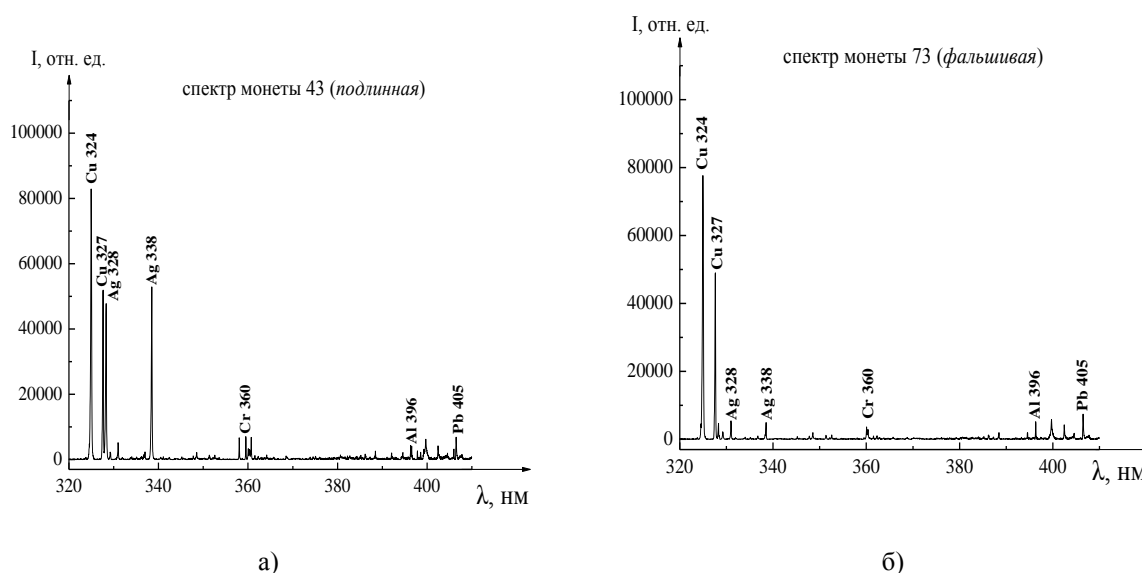 I, отн. ед.
спектр монеты 43 (подлинная)
100000
80000
60000
40000
20000
0
Cu 324
Cu 327
Ag 328
Ag 338
Cr 360
Al 396
Pb 405
320 340 360 380 400
λ, нм
а)
I, отн. ед.
спектр монеты 73 (фальшивая)
100000
80000
60000
40000
20000
0
Cu 324
Cu 327
Ag 328
Ag 338
Cr 360
Al 396
Pb 405
320 340 360 380 400
λ, нм
б)